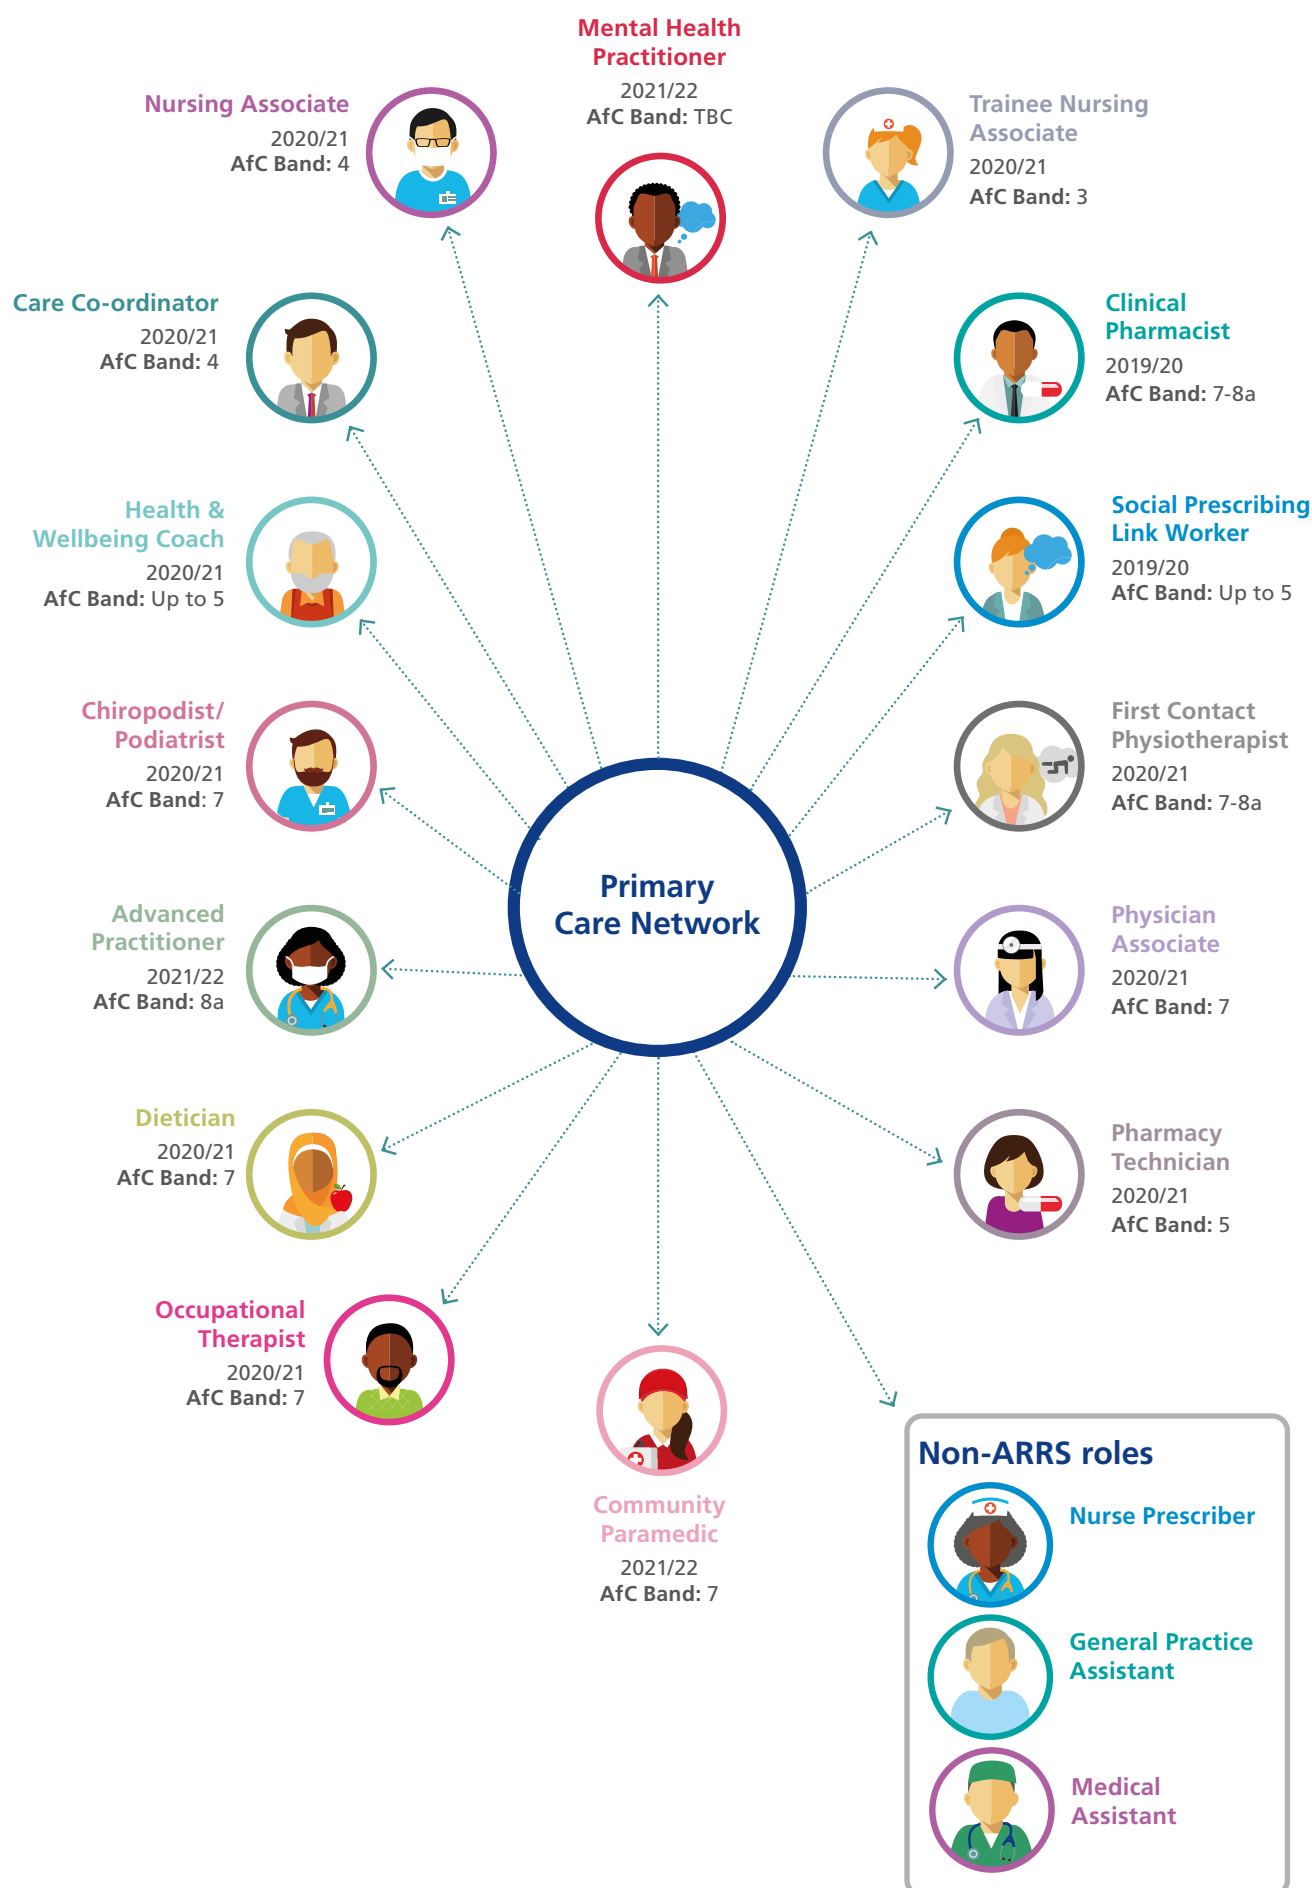 Mental Health
Practitioner
2021/22
AfC Band: TBC
Nursing Associate
2020/21
AfC Band: 4
Trainee Nursing
Associate
2020/21
AfC Band: 3
Care Co-ordinator
2020/21
AfC Band: 4
Clinical
Pharmacist
2019/20
AfC Band: 7-8a
Health &
Wellbeing Coach
2020/21
AfC Band: Up to 5
Social Prescribing
Link Worker
2019/20
AfC Band: Up to 5
Chiropodist/
Podiatrist
2020/21
AfC Band: 7
First Contact
Physiotherapist
2020/21
AfC Band: 7-8a
Primary
Care Network
Advanced
Practitioner
2021/22
AfC Band: 8a
Physician
Associate
2020/21
AfC Band: 7
Dietician
2020/21
AfC Band: 7
Pharmacy
Technician
2020/21
AfC Band: 5
Occupational
Therapist
2020/21
AfC Band: 7
Community
Paramedic
2021/22
AfC Band: 7
Non-ARRS roles
Nurse Prescriber
General Practice
Assistant
Medical
Assistant